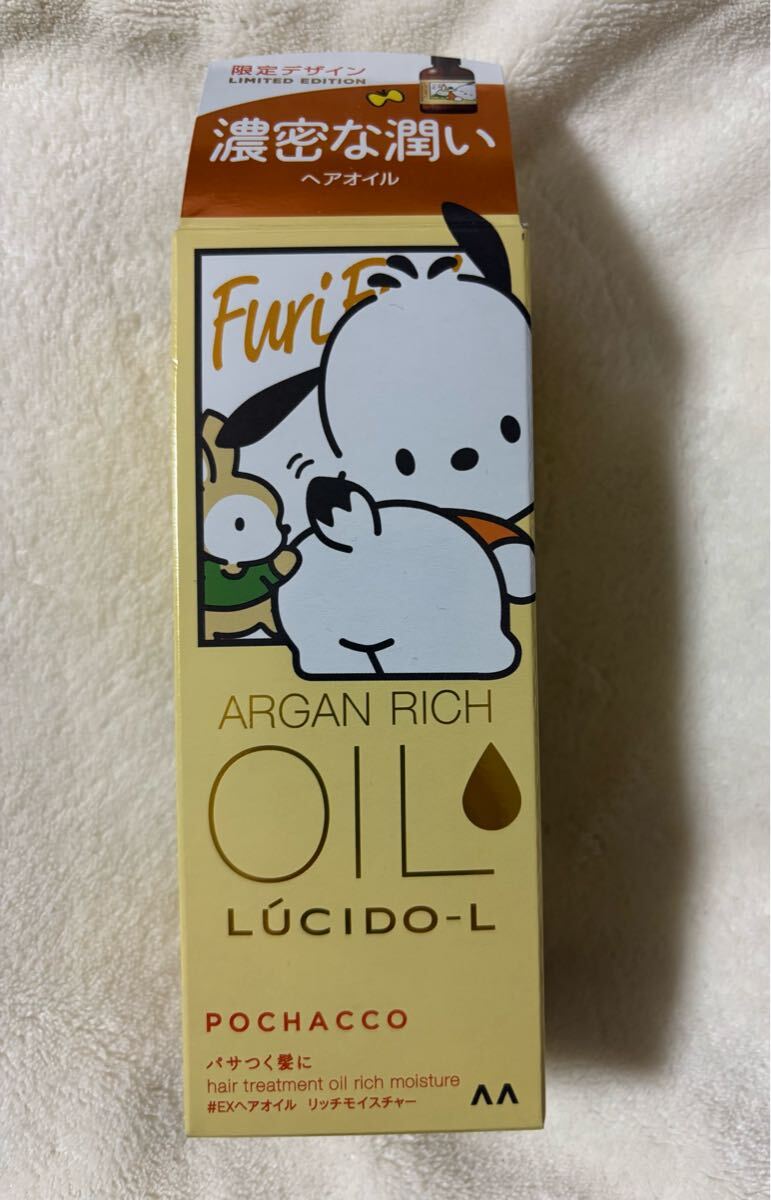 限定デザイン
LIMITED EDITION
濃密な潤い
ヘアオイル
Furi
ARGAN RICH
OIL
LÚCIDO-L
POCHACCO
パサつく髪に
hair treatment oil rich moisture
#EXヘアオイル リッチモイスチャー